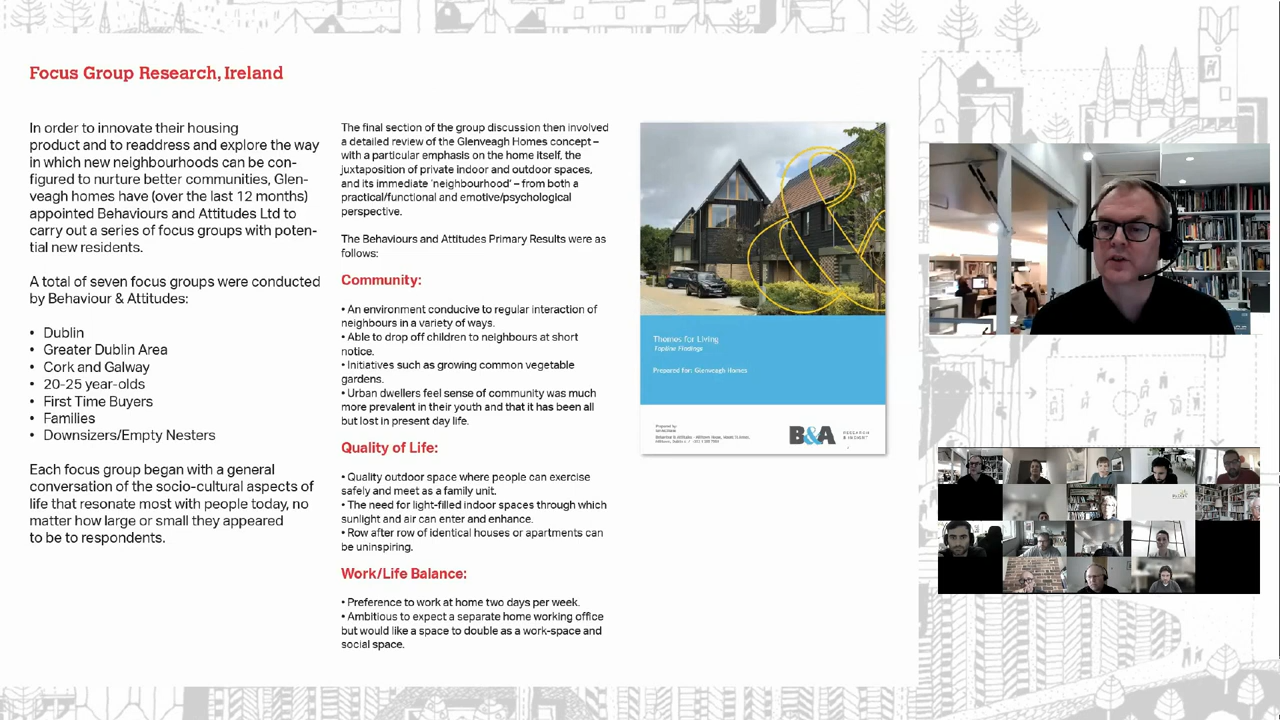 Focus Group Research, Ireland
In order to innovate their housing
product and to readdress and explore the way
in which new neighbourhoods can be con-
figured to nurture better communities, Glen-
veagh homes have (over the last 12 months)
appointed Behaviours and Attitudes Ltd to
carry out a series of focus groups with poten-
tial new residents.
A total of seven focus groups were conducted
by Behaviour & Attitudes:
• Dublin
• Greater Dublin Area
• Cork and Galway
• 20-25 year-olds
• First Time Buyers
• Families
• Downsizers/Empty Nesters
Each focus group began with a general
conversation of the socio-cultural aspects of
life that resonate most with people today, no
matter how large or small they appeared
to be to respondents.
The final section of the group discussion then involved
a detailed review of the Glenveagh Homes concept –
with a particular emphasis on the home itself, the
juxtaposition of private indoor and outdoor spaces,
and its immediate 'neighbourhood' – from both a
practical/functional and emotive/psychological
perspective.
The Behaviours and Attitudes Primary Results were as
follows:
Community:
• An environment conducive to regular interaction of
neighbours in a variety of ways.
• Able to drop off children to neighbours at short
notice.
• Initiatives such as growing common vegetable
gardens.
• Urban dwellers feel sense of community was much
more prevalent in their youth and that it has been all
but lost in present day life.
Quality of Life:
• Quality outdoor space where people can exercise
safely and meet as a family unit.
• The need for light-filled indoor spaces through which
sunlight and air can enter and enhance.
• Row after row of identical houses or apartments can
be uninspiring.
Work/Life Balance:
• Preference to work at home two days per week.
• Ambitious to expect a separate home working office
but would like a space to double as a work-space and
social space.
&
Themes for Living
Topline Findings
Prepared for: Glenveagh Homes
Prepared by:
B&A
RESEARCH
& INSIGHT